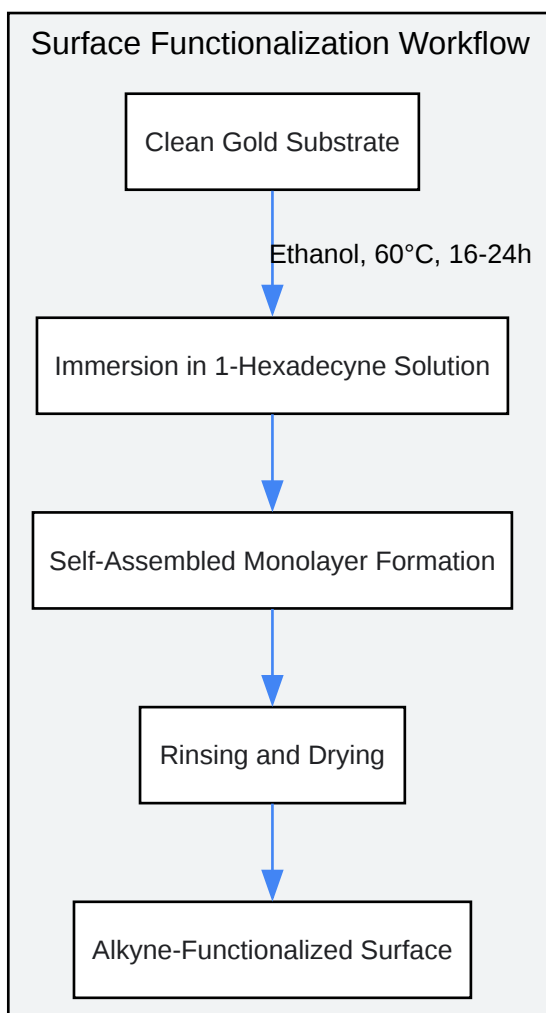 Surface Functionalization Workflow
Clean Gold Substrate
Ethanol, 60°C, 16-24h
Immersion in 1-Hexadecyne Solution
Self-Assembled Monolayer Formation
Rinsing and Drying
Alkyne-Functionalized Surface